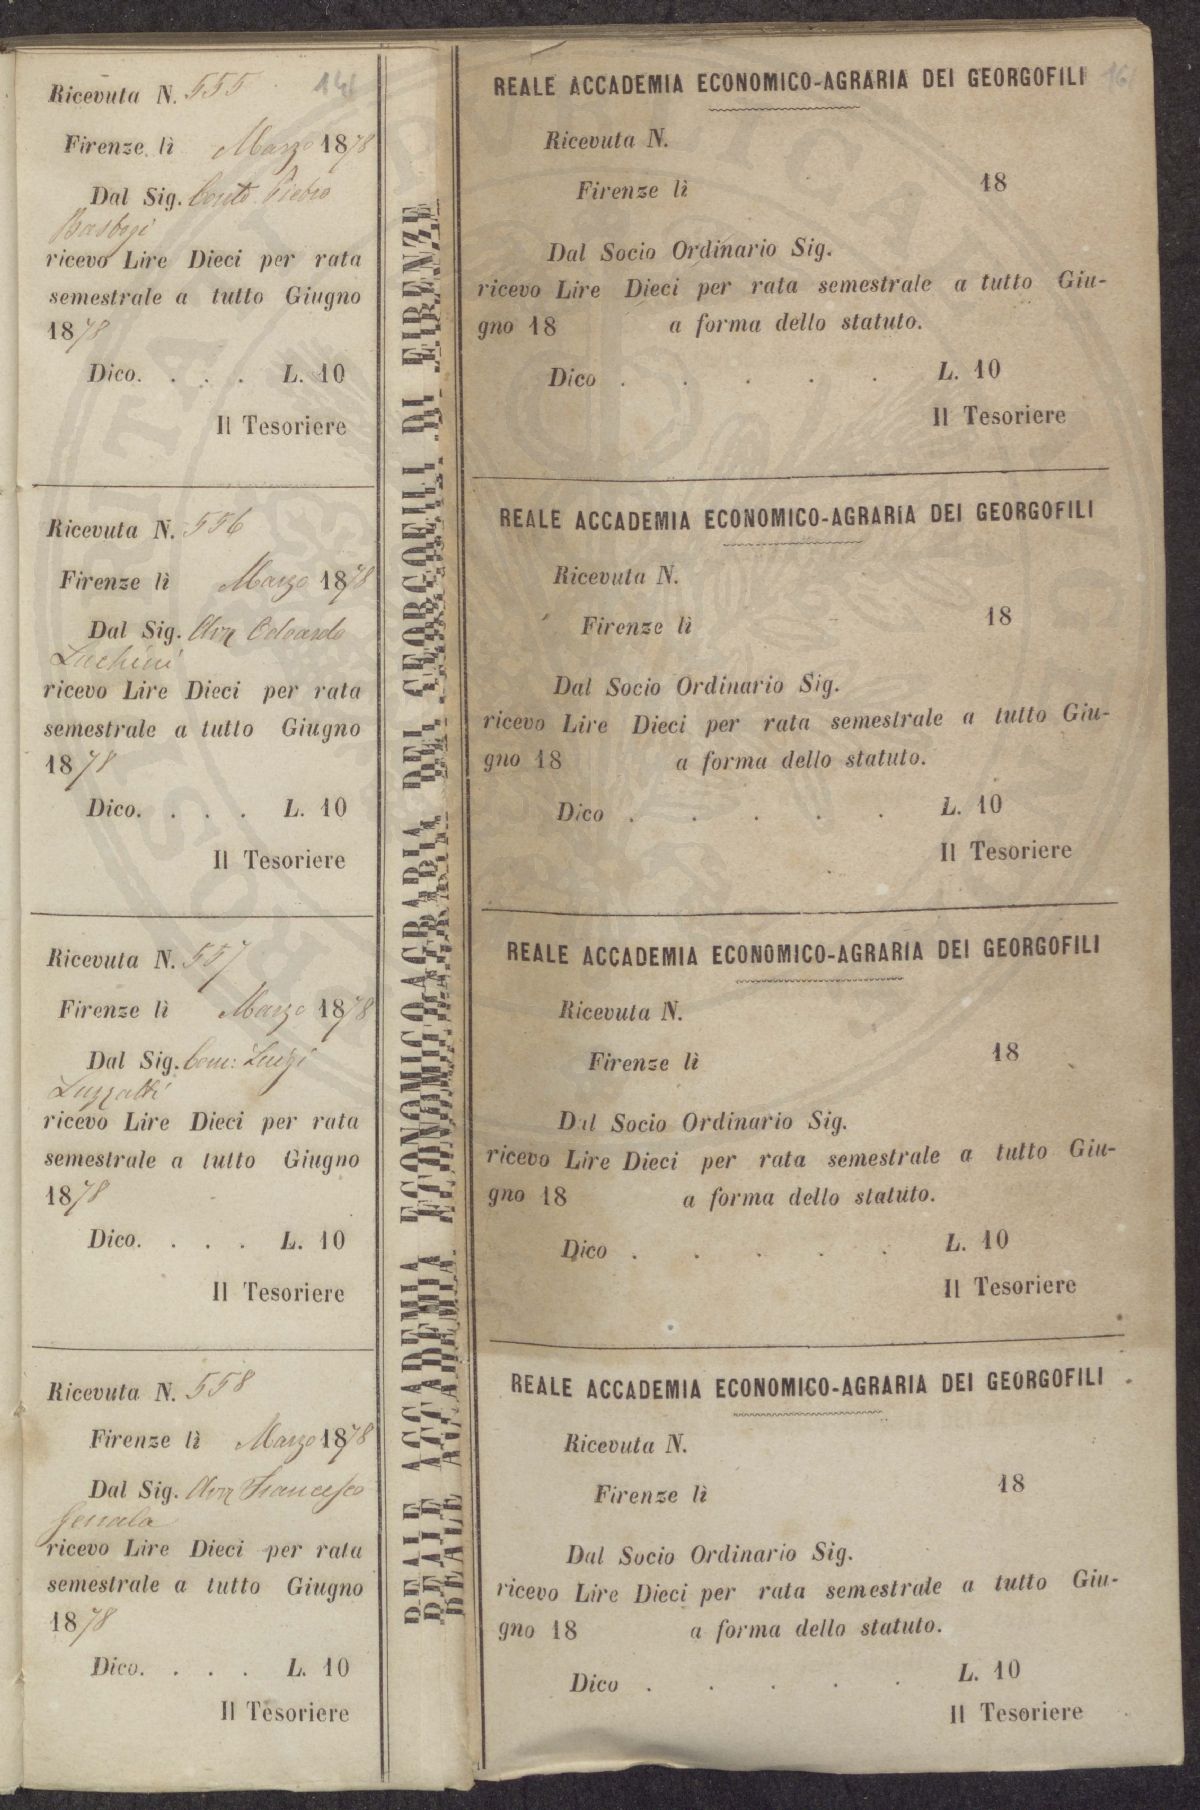 Ricevuta N. 555
141
Firenze, lì Marzo 1878
Dal Sig. Conte Pietro
Bastogi
ricevo Lire Dieci per rata
semestrale a tutto Giugno
1878
Dico. . . . L. 10
Il Tesoriere
Ricevuta N. 556
Firenze lì Marzo 1878
Dal Sig. Avv Odoardo
Luchini
ricevo Lire Dieci per rata
semestrale a tutto Giugno
1878
Dico. . . . L. 10
Il Tesoriere
Ricevuta N. 557
Firenze lì Marzo 1878
Dal Sig. Com: Luigi
Luzzatti
ricevo Lire Dieci per rata
semestrale a tutto Giugno
1878
Dico. . . . L. 10
Il Tesoriere
Ricevuta N. 558
Firenze lì Marzo 1878
Dal Sig. Avv Francesco
Genala
ricevo Lire Dieci per rata
semestrale a tutto Giugno
1878
Dico. . . . L. 10
Il Tesoriere
REALE ACCADEMIA ECONOMICO-AGRARIA DEI GEORGOFILI DI FIRENZE
REALE ACCADEMIA ECONOMICO-AGRARIA DEI GEORGOFILI
Ricevuta N.
Firenze lì 18
Dal Socio Ordinario Sig.
ricevo Lire Dieci per rata semestrale a tutto Giu-
gno 18 a forma dello statuto.
Dico . . . . . L. 10
Il Tesoriere
REALE ACCADEMIA ECONOMICO-AGRARIA DEI GEORGOFILI
Ricevuta N.
Firenze lì 18
Dal Socio Ordinario Sig.
ricevo Lire Dieci per rata semestrale a tutto Giu-
gno 18 a forma dello statuto.
Dico . . . . . L. 10
Il Tesoriere
REALE ACCADEMIA ECONOMICO-AGRARIA DEI GEORGOFILI
Ricevuta N.
Firenze lì 18
Dal Socio Ordinario Sig.
ricevo Lire Dieci per rata semestrale a tutto Giu-
gno 18 a forma dello statuto.
Dico . . . . . L. 10
Il Tesoriere
REALE ACCADEMIA ECONOMICO-AGRARIA DEI GEORGOFILI
Ricevuta N.
Firenze lì 18
Dal Socio Ordinario Sig.
ricevo Lire Dieci per rata semestrale a tutto Giu-
gno 18 a forma dello statuto.
Dico . . . . . L. 10
Il Tesoriere